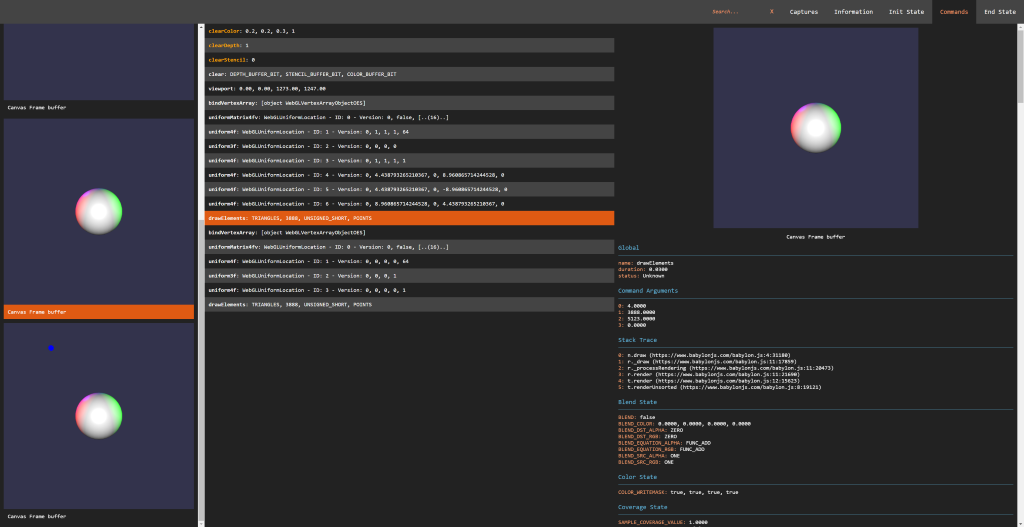 Search...
X
Captures
Information
Init State
Commands
End State
Canvas Frame buffer
Canvas Frame buffer
Canvas Frame buffer
clearColor: 0.2, 0.2, 0.3, 1
clearDepth: 1
clearStencil: 0
clear: DEPTH_BUFFER_BIT, STENCIL_BUFFER_BIT, COLOR_BUFFER_BIT
viewport: 0.00, 0.00, 1273.00, 1247.00
bindVertexArray: [object WebGLVertexArrayObjectOES]
uniformMatrix4fv: WebGLUniformLocation - ID: 0 - Version: 0, false, [..(16)..]
uniform4f: WebGLUniformLocation - ID: 1 - Version: 0, 1, 1, 1, 64
uniform3f: WebGLUniformLocation - ID: 2 - Version: 0, 0, 0, 0
uniform4f: WebGLUniformLocation - ID: 3 - Version: 0, 1, 1, 1, 1
uniform4f: WebGLUniformLocation - ID: 4 - Version: 0, 4.438793265210367, 0, 8.960865714244528, 0
uniform4f: WebGLUniformLocation - ID: 5 - Version: 0, 4.438793265210367, 0, -8.960865714244528, 0
uniform4f: WebGLUniformLocation - ID: 6 - Version: 0, 8.960865714244528, 0, 4.438793265210367, 0
drawElements: TRIANGLES, 3888, UNSIGNED_SHORT, POINTS
bindVertexArray: [object WebGLVertexArrayObjectOES]
uniformMatrix4fv: WebGLUniformLocation - ID: 0 - Version: 0, false, [..(16)..]
uniform4f: WebGLUniformLocation - ID: 1 - Version: 0, 0, 0, 0, 64
uniform3f: WebGLUniformLocation - ID: 2 - Version: 0, 0, 0, 1
uniform4f: WebGLUniformLocation - ID: 3 - Version: 0, 0, 0, 0, 1
drawElements: TRIANGLES, 3888, UNSIGNED_SHORT, POINTS
Canvas Frame buffer
Global
name: drawElements
duration: 0.0300
status: Unknown
Command Arguments
0: 4.0000
1: 3888.0000
2: 5123.0000
3: 0.0000
Stack Trace
0: n.draw (https://www.babylonjs.com/babylon.js:4:31180)
1: r._draw (https://www.babylonjs.com/babylon.js:11:17859)
2: r._processRendering (https://www.babylonjs.com/babylon.js:11:20473)
3: r.render (https://www.babylonjs.com/babylon.js:11:21690)
4: t.render (https://www.babylonjs.com/babylon.js:12:15623)
5: t.renderUnsorted (https://www.babylonjs.com/babylon.js:8:19121)
Blend State
BLEND: false
BLEND_COLOR: 0.0000, 0.0000, 0.0000, 0.0000
BLEND_DST_ALPHA: ZERO
BLEND_DST_RGB: ZERO
BLEND_EQUATION_ALPHA: FUNC_ADD
BLEND_EQUATION_RGB: FUNC_ADD
BLEND_SRC_ALPHA: ONE
BLEND_SRC_RGB: ONE
Color State
COLOR_WRITEMASK: true, true, true, true
Coverage State
SAMPLE_COVERAGE_VALUE: 1.0000